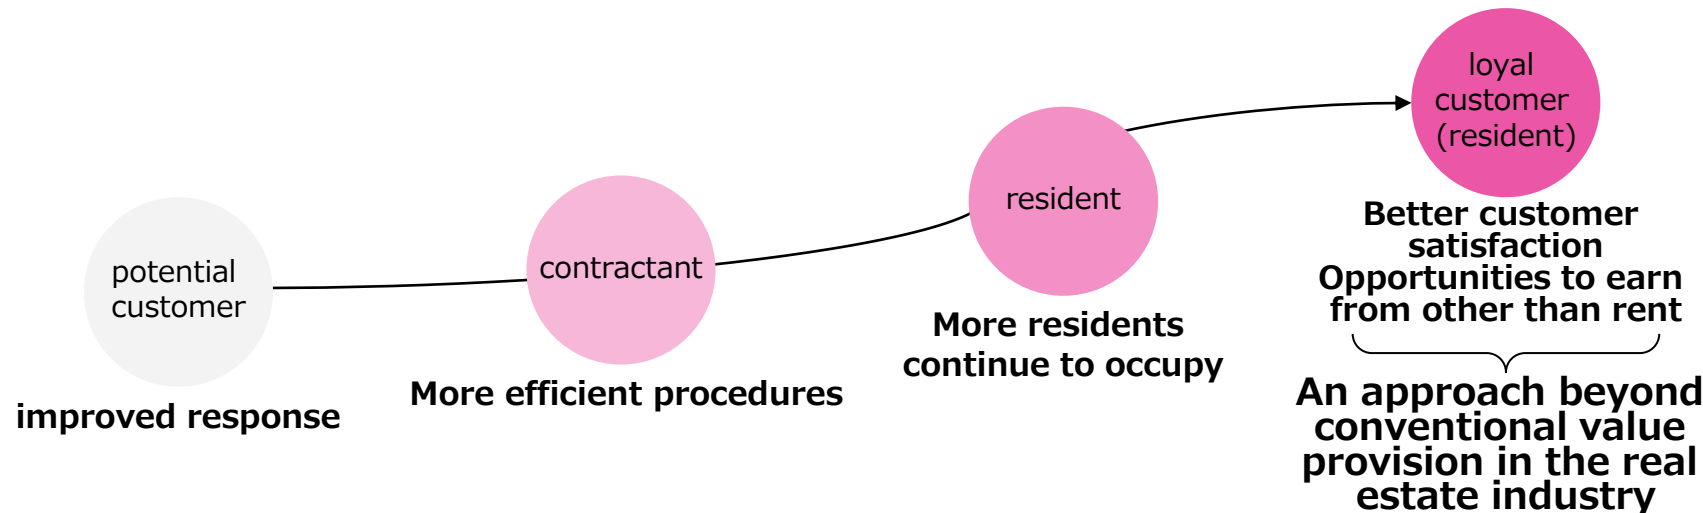 potential
customer
improved response
contractant
More efficient procedures
resident
More residents
continue to occupy
loyal
customer
(resident)
Better customer
satisfaction
Opportunities to earn
from other than rent
An approach beyond
conventional value
provision in the real
estate industry